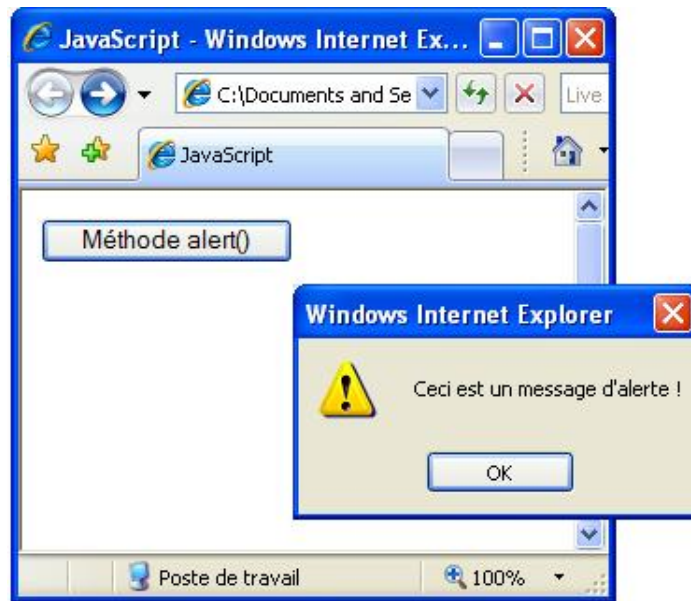 JavaScript - Windows Internet Ex...
C:\Documents and Se
Live
JavaScript
Méthode alert()
Windows Internet Explorer
Ceci est un message d'alerte !
OK
Poste de travail
100%